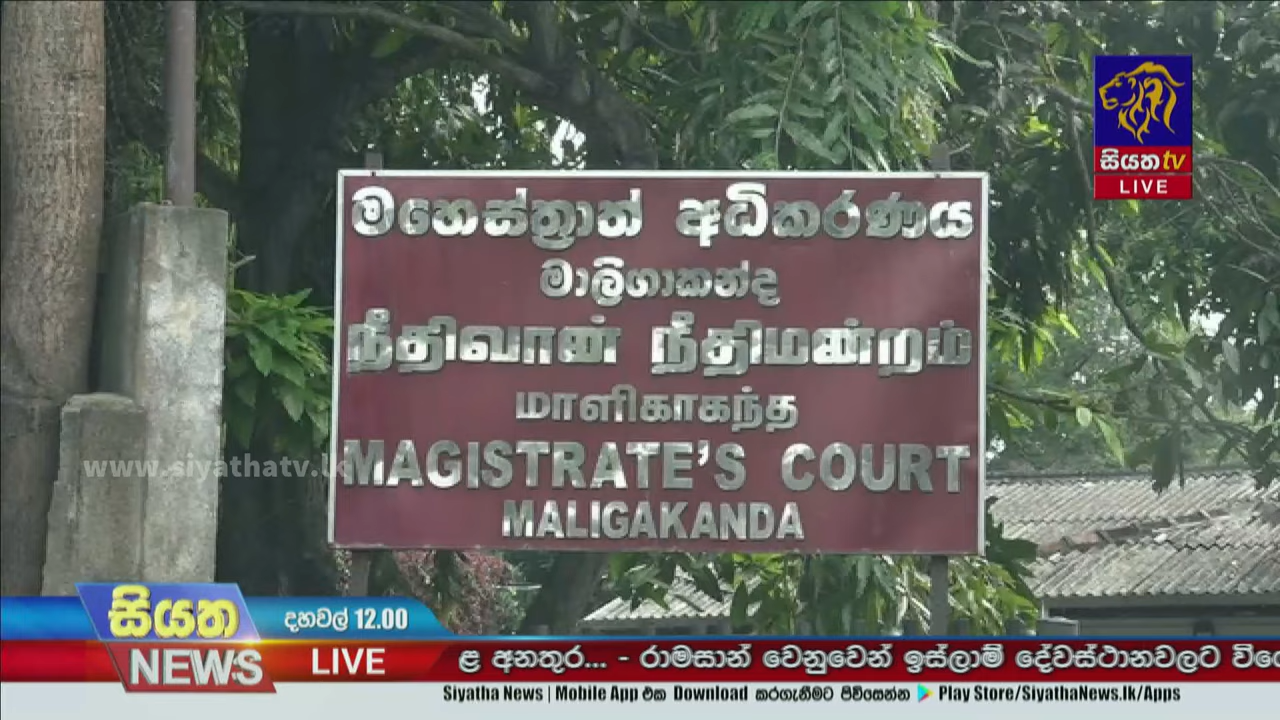 සියත tv
LIVE
මහෙස්ත්‍රාත් අධිකරණය
මාලිගාකන්ද
நீதிவான் நீதிமன்றம்
மாளிகாகந்த
MAGISTRATE'S COURT
MALIGAKANDA
www.siyathatv.lk
සියත දහවල් 12.00
NEWS LIVE ළ අනතුර... - රාමසාන් වෙනුවෙන් ඉස්ලාම් දේවස්ථානවලට
Siyatha News | Mobile App එක Download කරගැනීමට පිවිසෙන්න Play Store/SiyathaNews.lk/Apps